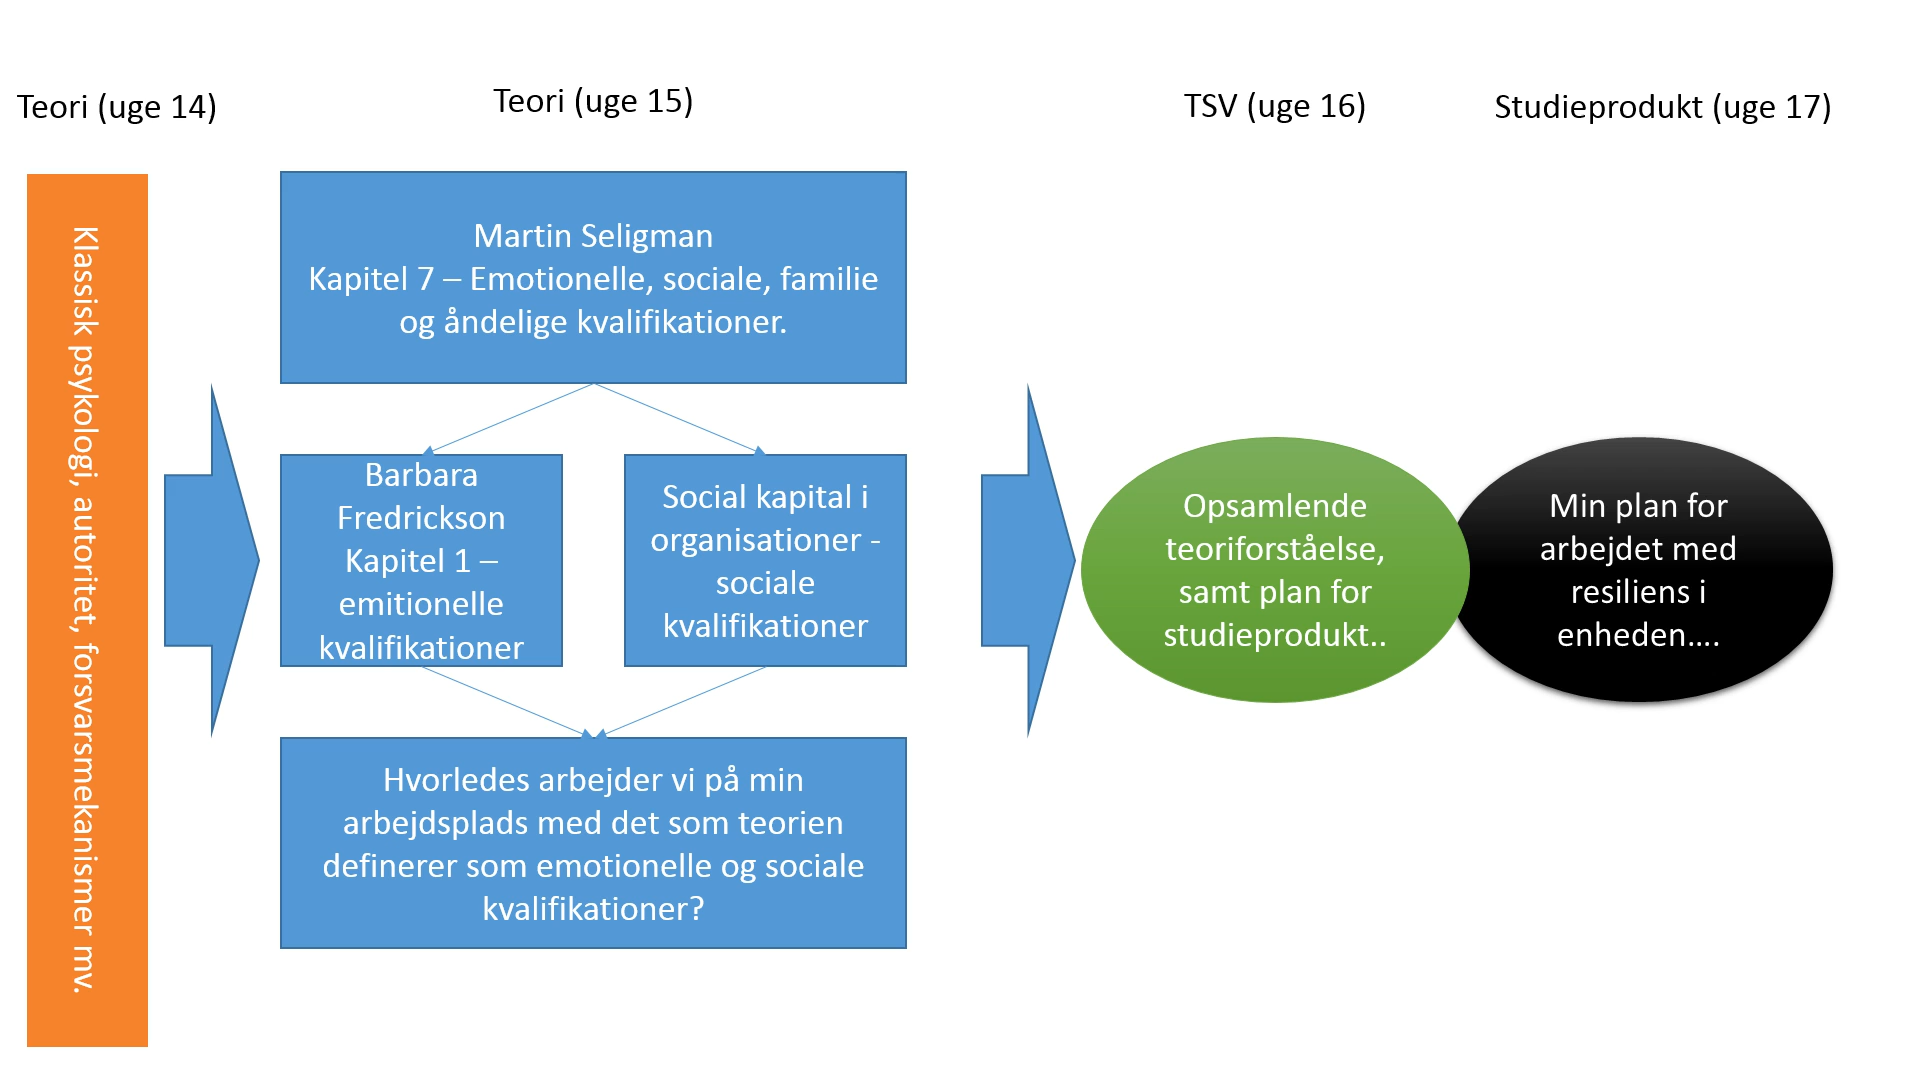 Teori (uge 14)
Teori (uge 15)
TSV (uge 16)
Studieprodukt (uge 17)
Klassisk psykologi, autoritet, forsvarsmekanismer mv.
Martin Seligman
Kapitel 7 – Emotionelle, sociale, familie
og åndelige kvalifikationer.
Barbara
Fredrickson
Kapitel 1 –
emitionelle
kvalifikationer
Social kapital i
organisationer -
sociale
kvalifikationer
Hvorledes arbejder vi på min
arbejdsplads med det som teorien
definerer som emotionelle og sociale
kvalifikationer?
Opsamlende
teoriforståelse,
samt plan for
studieprodukt..
Min plan for
arbejdet med
resiliens i
enheden....